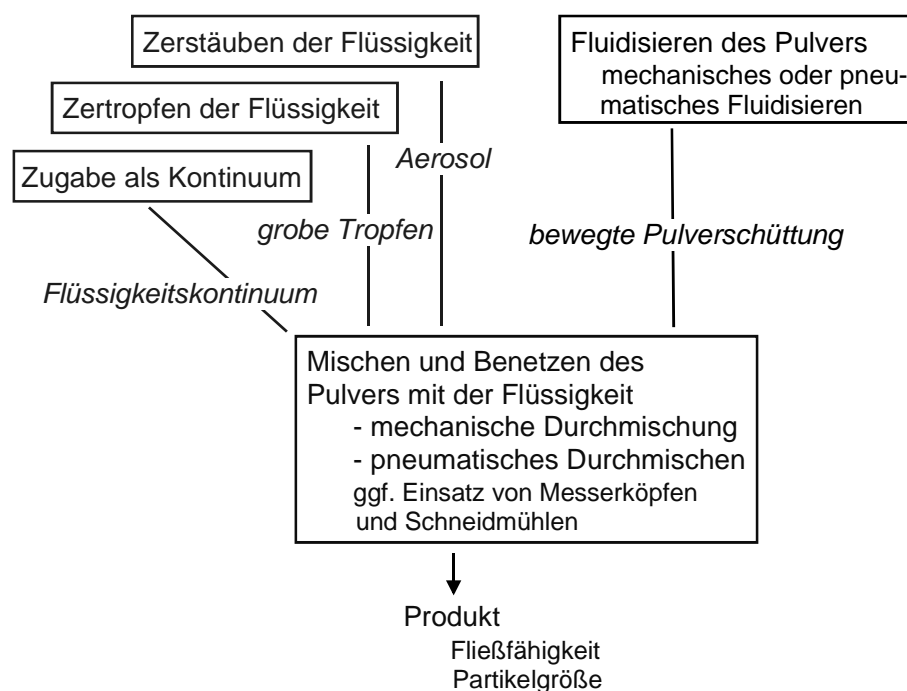 Zerstäuben der Flüssigkeit
Zertropfen der Flüssigkeit
Zugabe als Kontinuum
Fluidisieren des Pulvers
mechanisches oder pneu-
matisches Fluidisieren
Aerosol
grobe Tropfen
Flüssigkeitskontinuum
bewegte Pulverschüttung
Mischen und Benetzen des
Pulvers mit der Flüssigkeit
- mechanische Durchmischung
- pneumatisches Durchmischen
ggf. Einsatz von Messerköpfen
und Schneidmühlen
Produkt
Fließfähigkeit
Partikelgröße